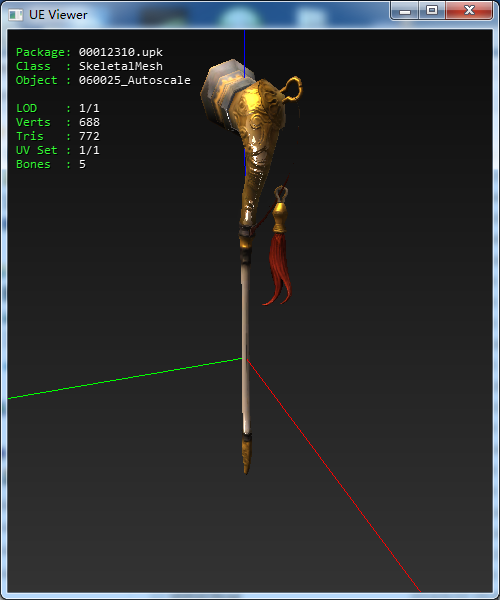 UE Viewer
Package: 00012310.upk
Class : SkeletalMesh
Object : 060025_Autoscale
LOD : 1/1
Verts : 688
Tris : 772
UV Set : 1/1
Bones : 5